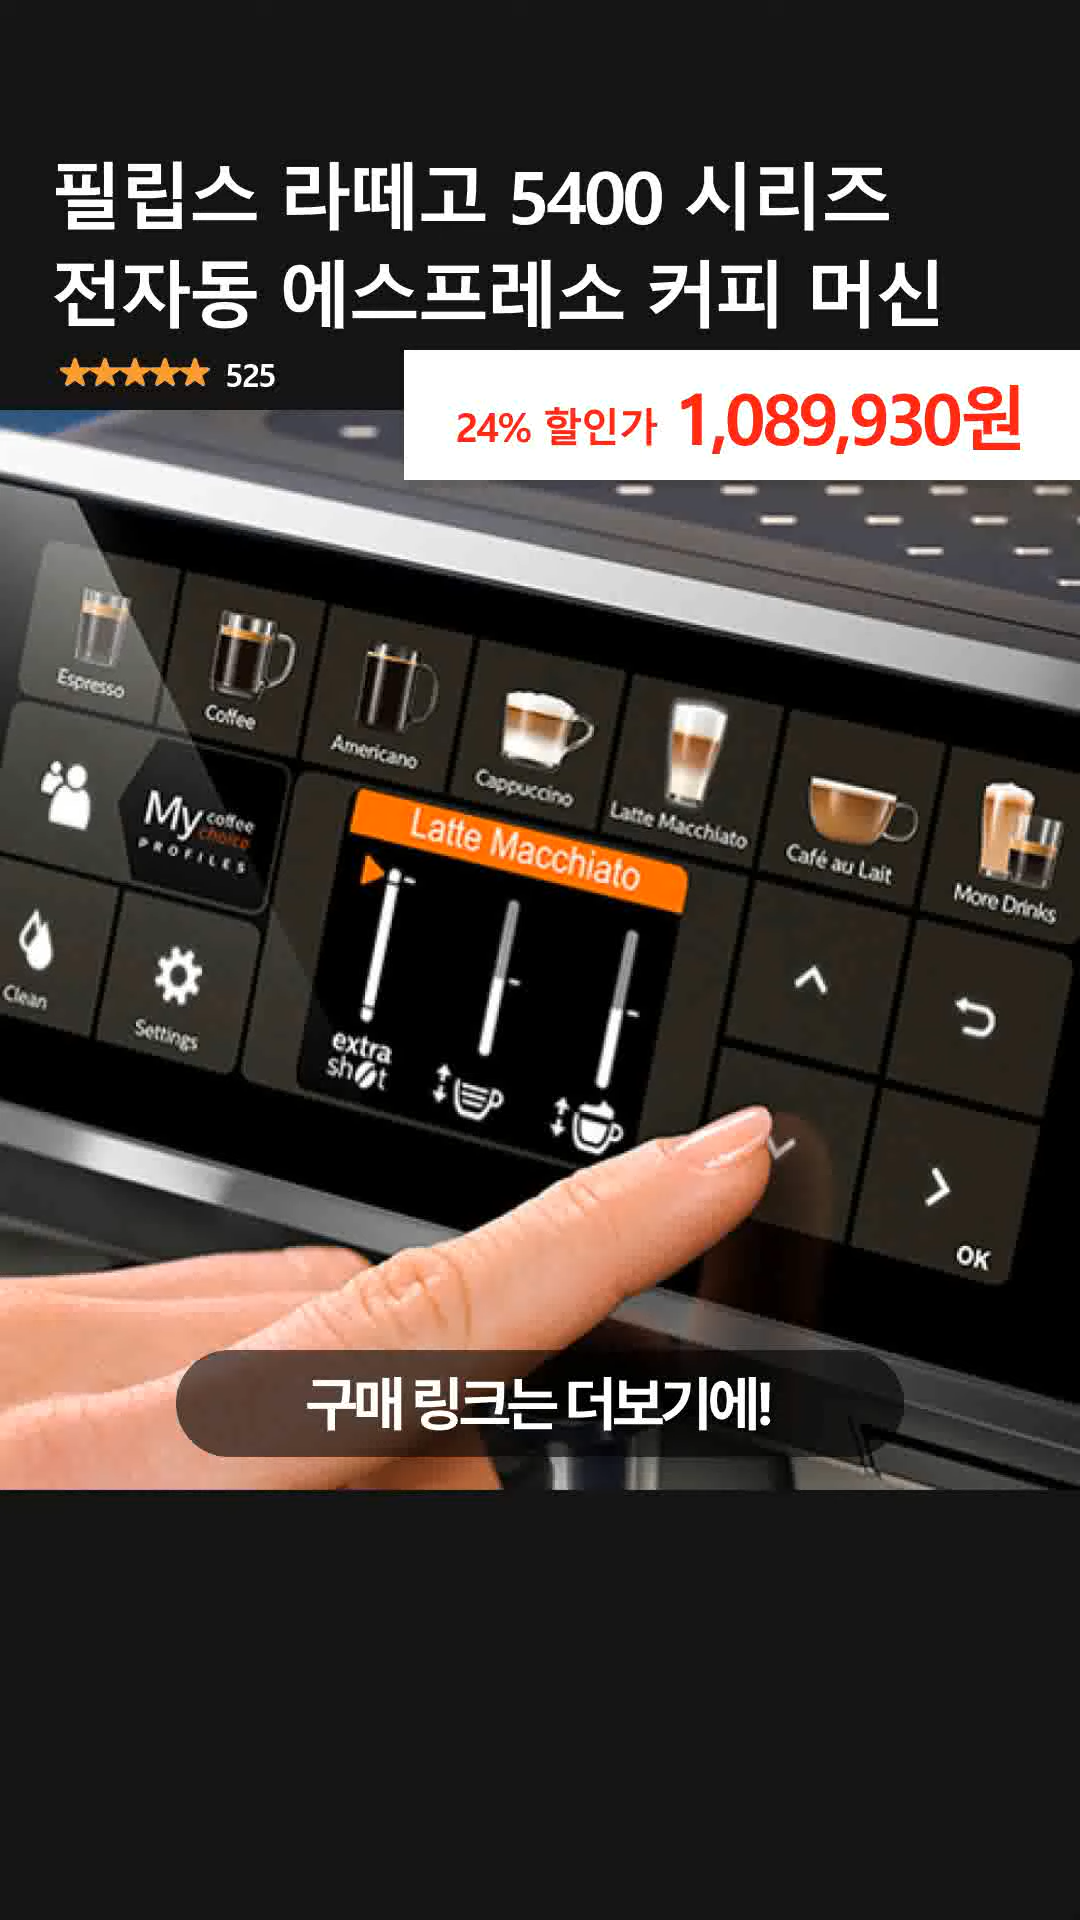 필립스 라떼고 5400 시리즈
전자동 에스프레소 커피 머신
525
24% 할인가 1,089,930원
Espresso
Coffee
Americano
Cappuccino
Latte Macchiato
Café au Lait
More Drinks
My coffee choice
PROFILES
Latte Macchiato
Clean
Settings
extra
shot
OK
구매 링크는 더보기에!